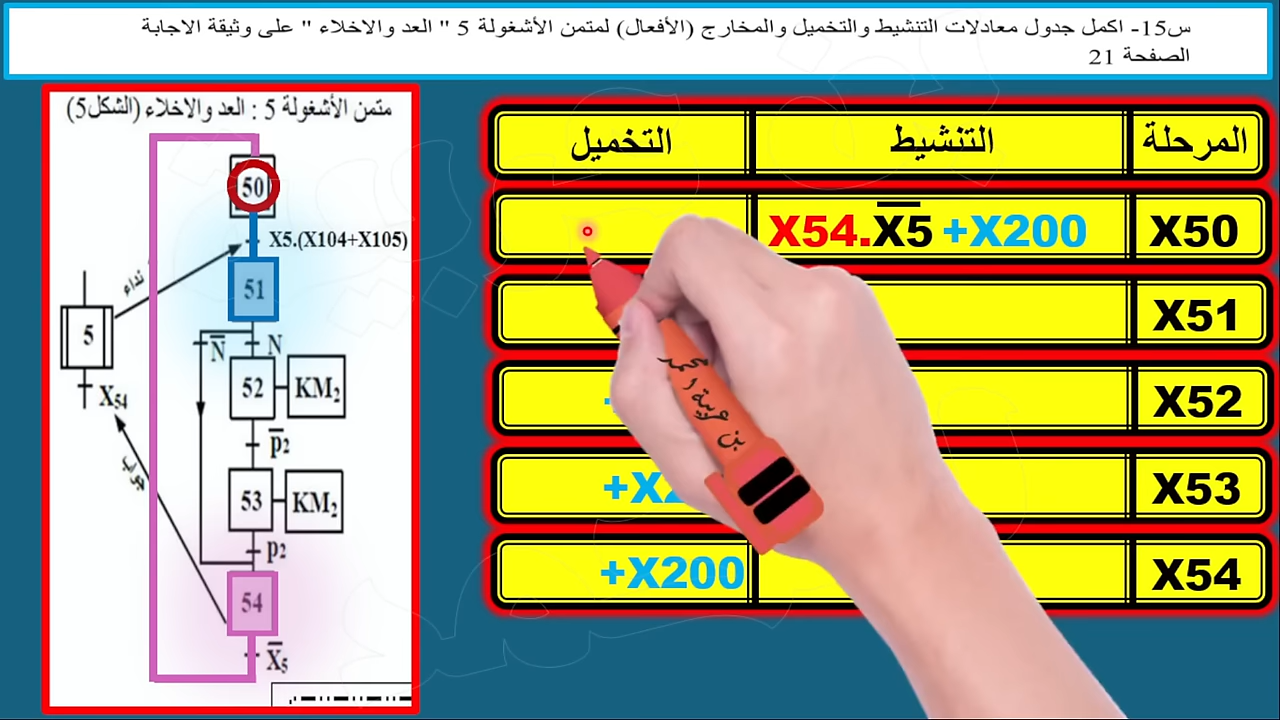 س15- اكمل جدول معادلات التنشيط والتخميل والمخارج (الأفعال) لمتمن الأشغولة 5 " العد والاخلاء " على وثيقة الاجابة
الصفحة 21
متمن الأشغولة 5 : العد والاخلاء (الشكل5)
50
X5.(X104+X105)
نداء
51
5
N̅ N
52 KM₂
X₅₄
p̅₂
جواب
53 KM₂
p₂
54
X̅₅
المرحلة التنشيط التخميل
X50 X54.X̅5 +X200
X51
X52
X53
X54 +X200